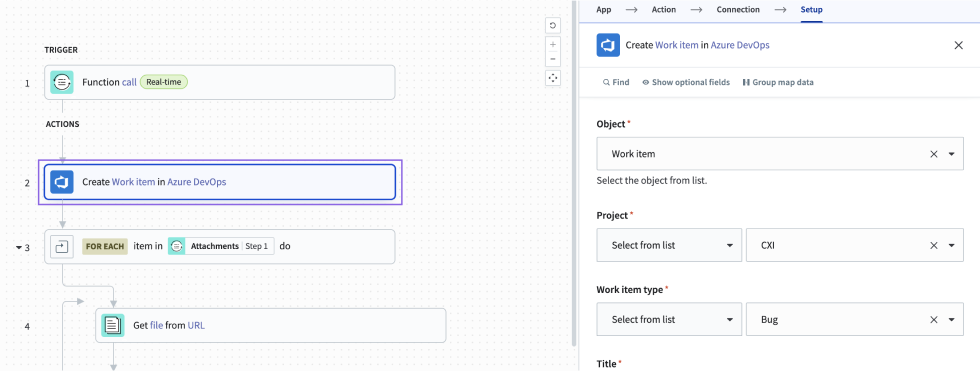 TRIGGER
1
Function call Real-time
ACTIONS
2
Create Work item in Azure DevOps
3
FOR EACH item in Attachments Step 1 do
4
Get file from URL
App → Action → Connection → Setup
Create Work item in Azure DevOps
Find Show optional fields Group map data
Object*
Work item
Select the object from list.
Project*
Select from list CXI
Work item type*
Select from list Bug
Title*